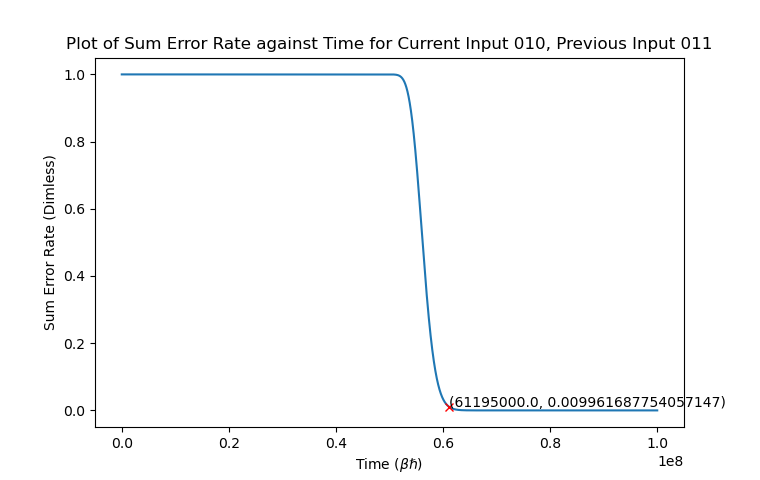 Plot of Sum Error Rate against Time for Current Input 010, Previous Input 011
Sum Error Rate (Dimless)
1.0
0.8
0.6
0.4
0.2
0.0
(61195000.0, 0.009961687754057147)
0.0 0.2 0.4 0.6 0.8 1.0
1e8
Time (βℏ)